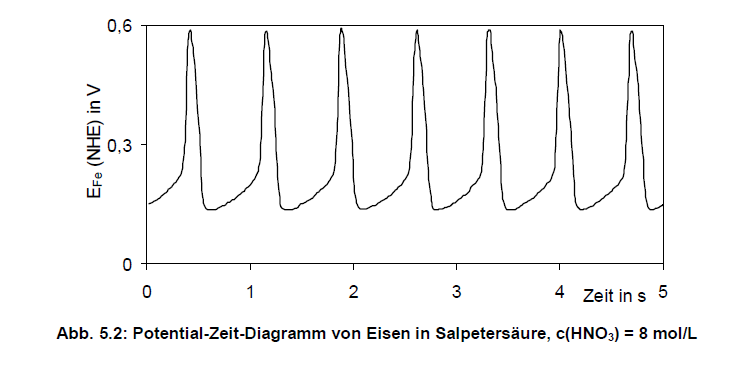 0,6
0,3
0
E_Fe (NHE) in V
0 1 2 3 4 5
Zeit in s
Abb. 5.2: Potential-Zeit-Diagramm von Eisen in Salpetersäure, c(HNO₃) = 8 mol/L